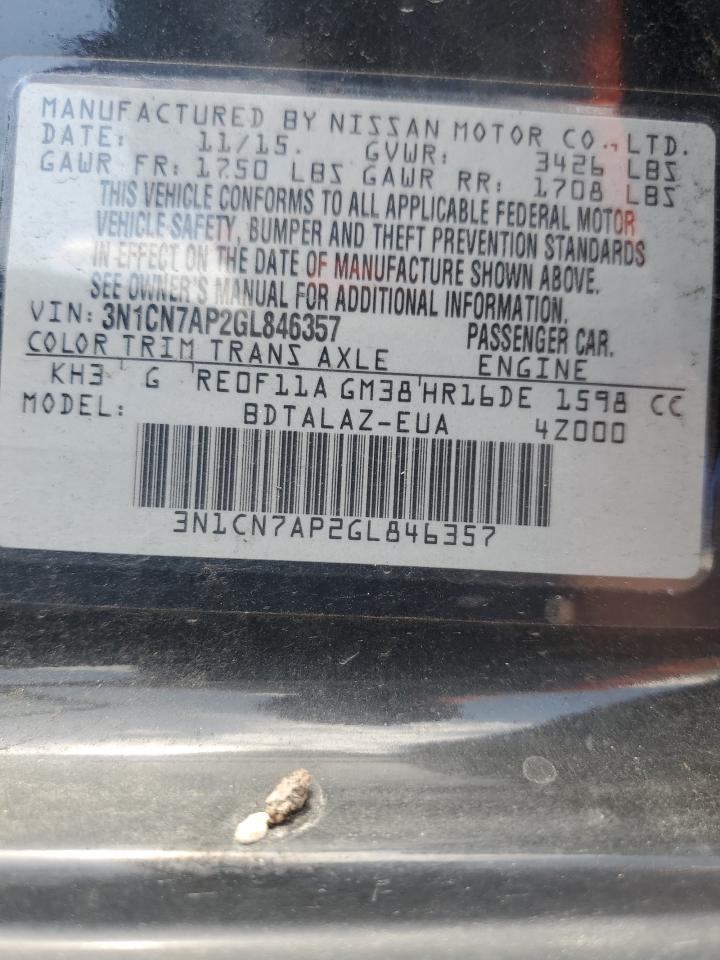 MANUFACTURED BY NISSAN MOTOR CO., LTD.
DATE: 11/15. GVWR: 3426 LBS
GAWR FR: 1750 LBS GAWR RR: 1708 LBS
THIS VEHICLE CONFORMS TO ALL APPLICABLE FEDERAL MOTOR
VEHICLE SAFETY, BUMPER AND THEFT PREVENTION STANDARDS
IN EFFECT ON THE DATE OF MANUFACTURE SHOWN ABOVE.
SEE OWNER'S MANUAL FOR ADDITIONAL INFORMATION.
VIN: 3N1CN7AP2GL846357 PASSENGER CAR.
COLOR TRIM TRANS AXLE ENGINE
KH3 G RE0F11A GM38 HR16DE 1598 CC
MODEL: BDTALAZ-EUA 4Z000
3N1CN7AP2GL846357